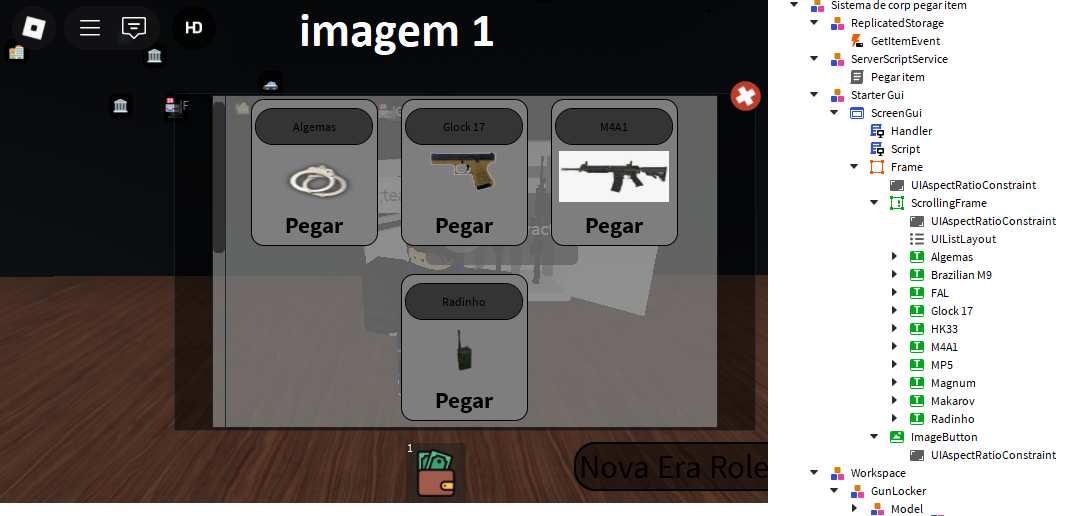 imagem 1
HD
Algemas
Glock 17
M4A1
Pegar
Pegar
Pegar
Radinho
Pegar
1
Nova Era Role
Sistema de corp pegar item
ReplicatedStorage
GetItemEvent
ServerScriptService
Pegar item
Starter Gui
ScreenGui
Handler
Script
Frame
UIAspectRatioConstraint
ScrollingFrame
UIAspectRatioConstraint
UIListLayout
Algemas
Brazilian M9
FAL
Glock 17
HK33
M4A1
MP5
Magnum
Makarov
Radinho
ImageButton
UIAspectRatioConstraint
Workspace
GunLocker
Model